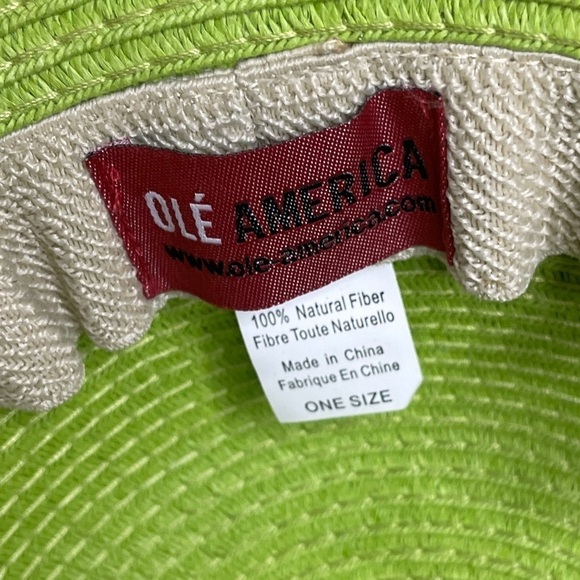 OLÉ AMERICA
www.ole-america.com
100% Natural Fiber
Fibre Toute Naturello
Made in China
Fabrique En Chine
ONE SIZE